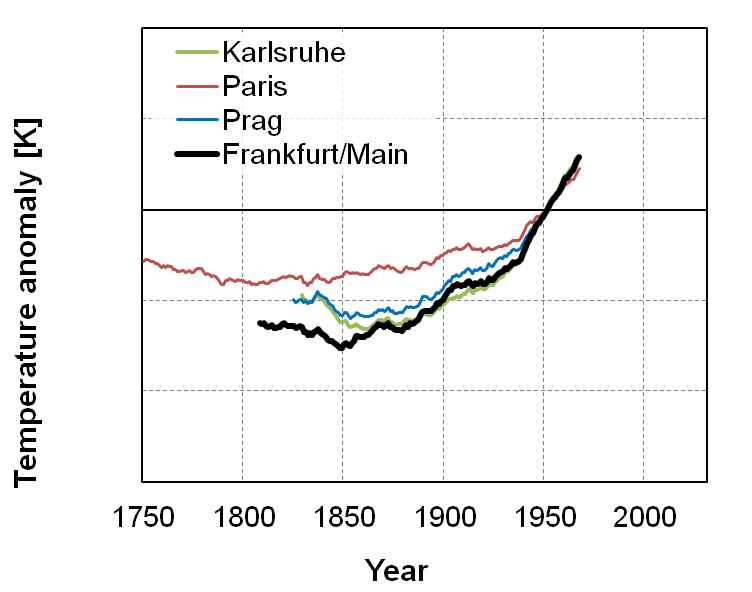 Karlsruhe
Paris
Prag
Frankfurt/Main
Temperature anomaly [K]
1750 1800 1850 1900 1950 2000
Year